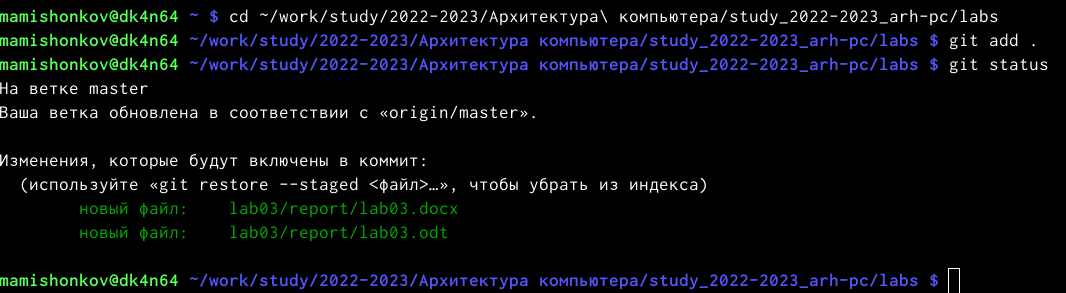 mamishonkov@dk4n64 ~ $ cd ~/work/study/2022-2023/Архитектура\ компьютера/study_2022-2023_arh-pc/labs
mamishonkov@dk4n64 ~/work/study/2022-2023/Архитектура компьютера/study_2022-2023_arh-pc/labs $ git add .
mamishonkov@dk4n64 ~/work/study/2022-2023/Архитектура компьютера/study_2022-2023_arh-pc/labs $ git status
На ветке master
Ваша ветка обновлена в соответствии с «origin/master».
Изменения, которые будут включены в коммит:
(используйте «git restore --staged <файл>…», чтобы убрать из индекса)
новый файл:    lab03/report/lab03.docx
новый файл:    lab03/report/lab03.odt
mamishonkov@dk4n64 ~/work/study/2022-2023/Архитектура компьютера/study_2022-2023_arh-pc/labs $